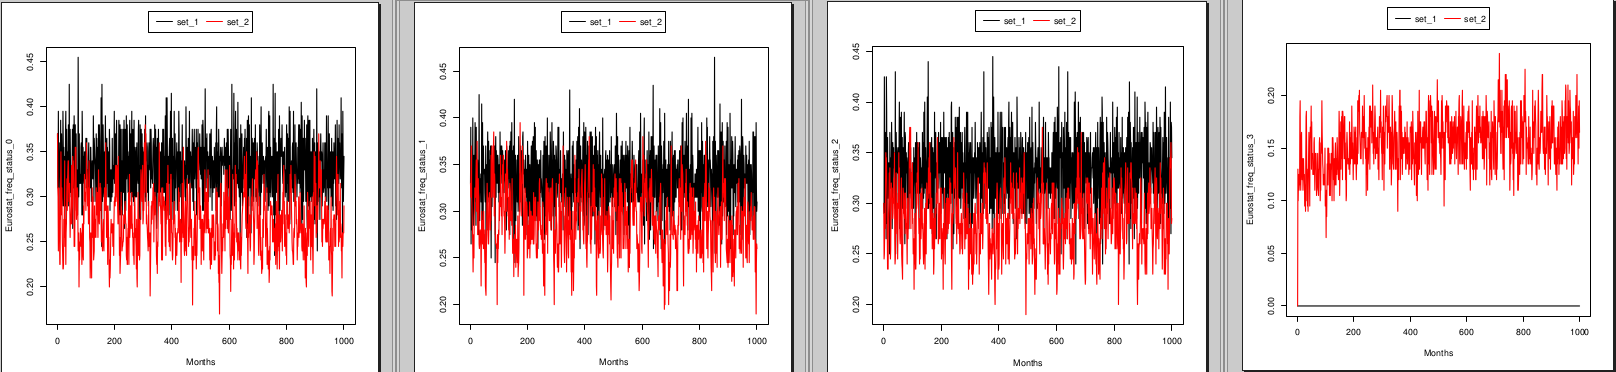 set_1 set_2
Eurostat_freq_status_0
0.45
0.40
0.35
0.30
0.25
0.20
0 200 400 600 800 1000
Months
set_1 set_2
Eurostat_freq_status_1
0.45
0.40
0.35
0.30
0.25
0.20
0 200 400 600 800 1000
Months
set_1 set_2
Eurostat_freq_status_2
0.45
0.40
0.35
0.30
0.25
0.20
0 200 400 600 800 1000
Months
set_1 set_2
Eurostat_freq_status_3
0.20
0.15
0.10
0.05
0.00
0 200 400 600 800 1000
Months